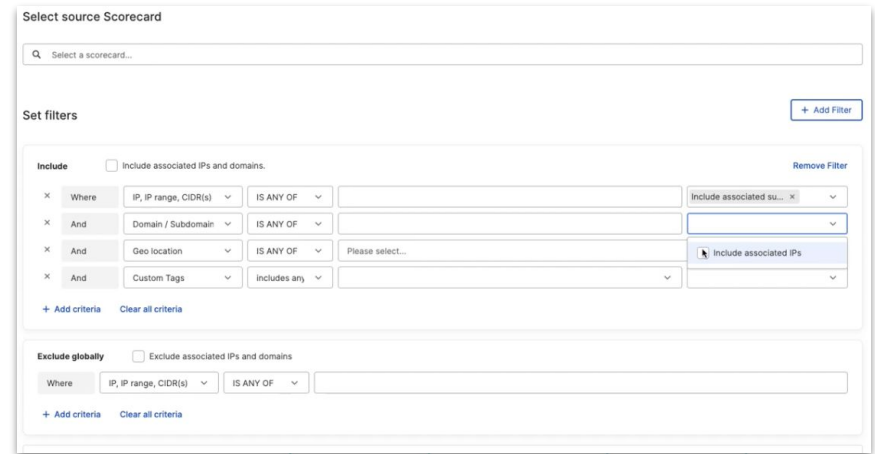 Select source Scorecard
Select a scorecard...
Set filters
+ Add Filter
Include Include associated IPs and domains. Remove Filter
× Where IP, IP range, CIDR(s) IS ANY OF Include associated su... ×
× And Domain / Subdomain IS ANY OF
× And Geo location IS ANY OF Please select... Include associated IPs
× And Custom Tags includes any
+ Add criteria Clear all criteria
Exclude globally Exclude associated IPs and domains
Where IP, IP range, CIDR(s) IS ANY OF
+ Add criteria Clear all criteria